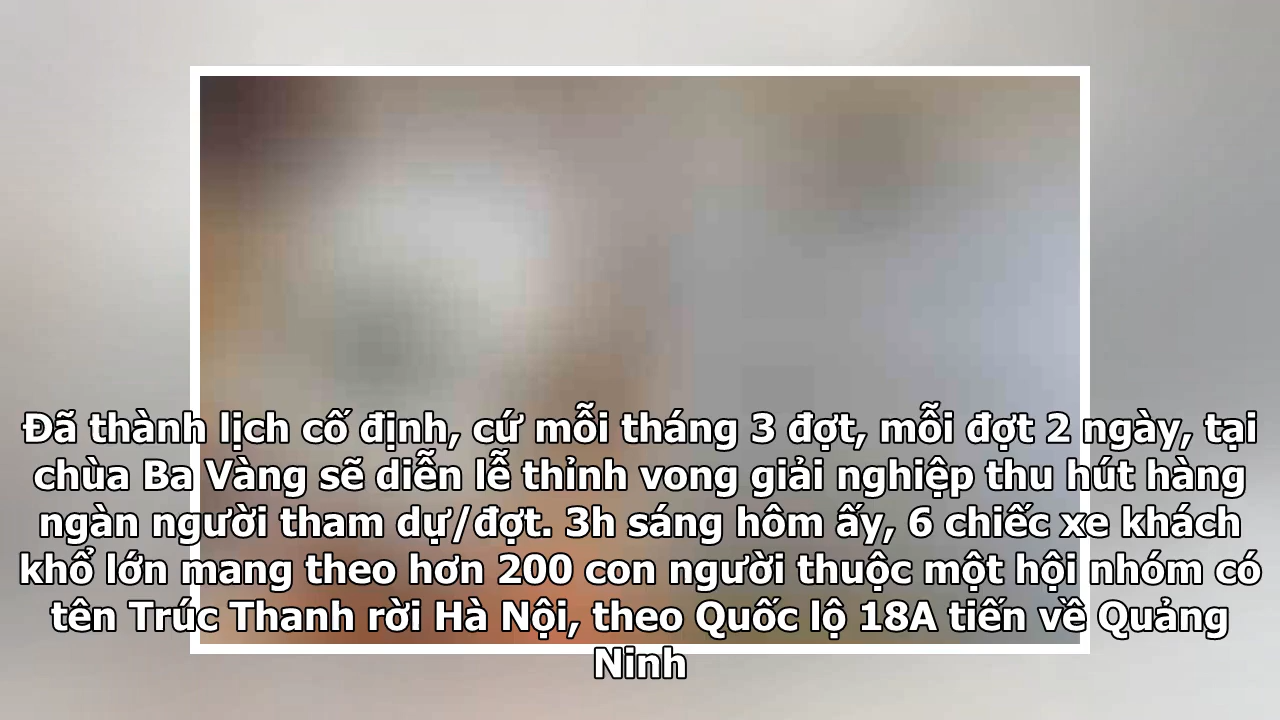 Đã thành lịch cố định, cứ mỗi tháng 3 đợt, mỗi đợt 2 ngày, tại
chùa Ba Vàng sẽ diễn lễ thỉnh vong giải nghiệp thu hút hàng
ngàn người tham dự/đợt. 3h sáng hôm ấy, 6 chiếc xe khách
khổ lớn mang theo hơn 200 con người thuộc một hội nhóm có
tên Trúc Thanh rời Hà Nội, theo Quốc lộ 18A tiến về Quảng
Ninh